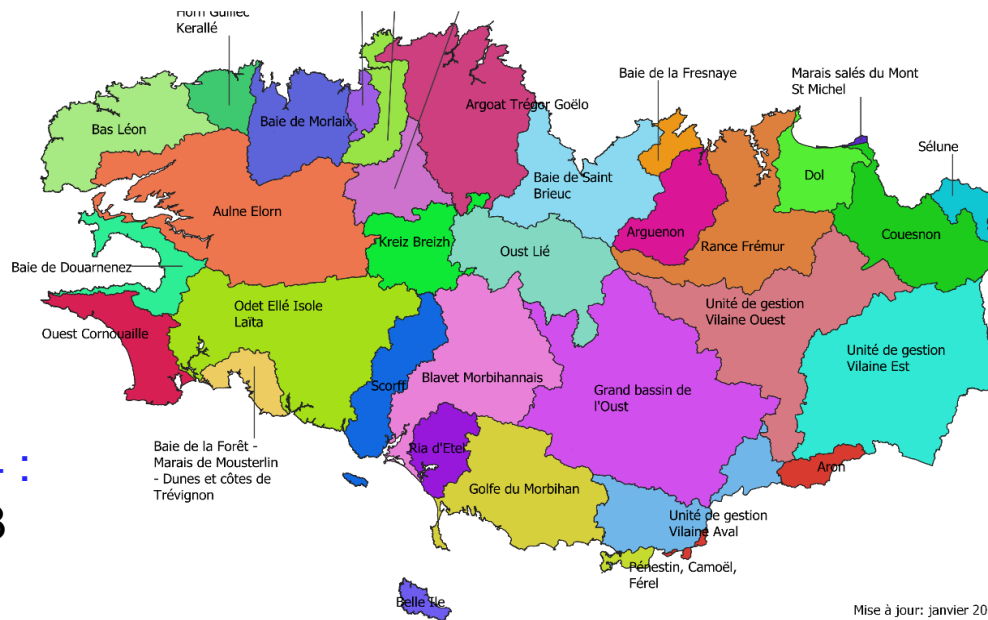 Horn Guillec
Kerallé
Baie de la Fresnaye
Marais salés du Mont
St Michel
Argoat Trégor Goëlo
Bas Léon
Baie de Morlaix
Sélune
Dol
Baie de Saint
Brieuc
Aulne Elorn
Arguenon
Couesnon
Kreiz Breizh
Rance Frémur
Oust Lié
Baie de Douarnenez
Odet Ellé Isole
Laïta
Unité de gestion
Vilaine Ouest
Ouest Cornouaille
Unité de gestion
Vilaine Est
Blavet Morbihannais
Scorff
Grand bassin de
l'Oust
Baie de la Forêt -
Marais de Mousterlin
- Dunes et côtes de
Trévignon
Ria d'Etel
Aron
Golfe du Morbihan
Unité de gestion
Vilaine Aval
Pénestin, Camoël,
Férel
Belle Ile
Mise à jour: janvier 20